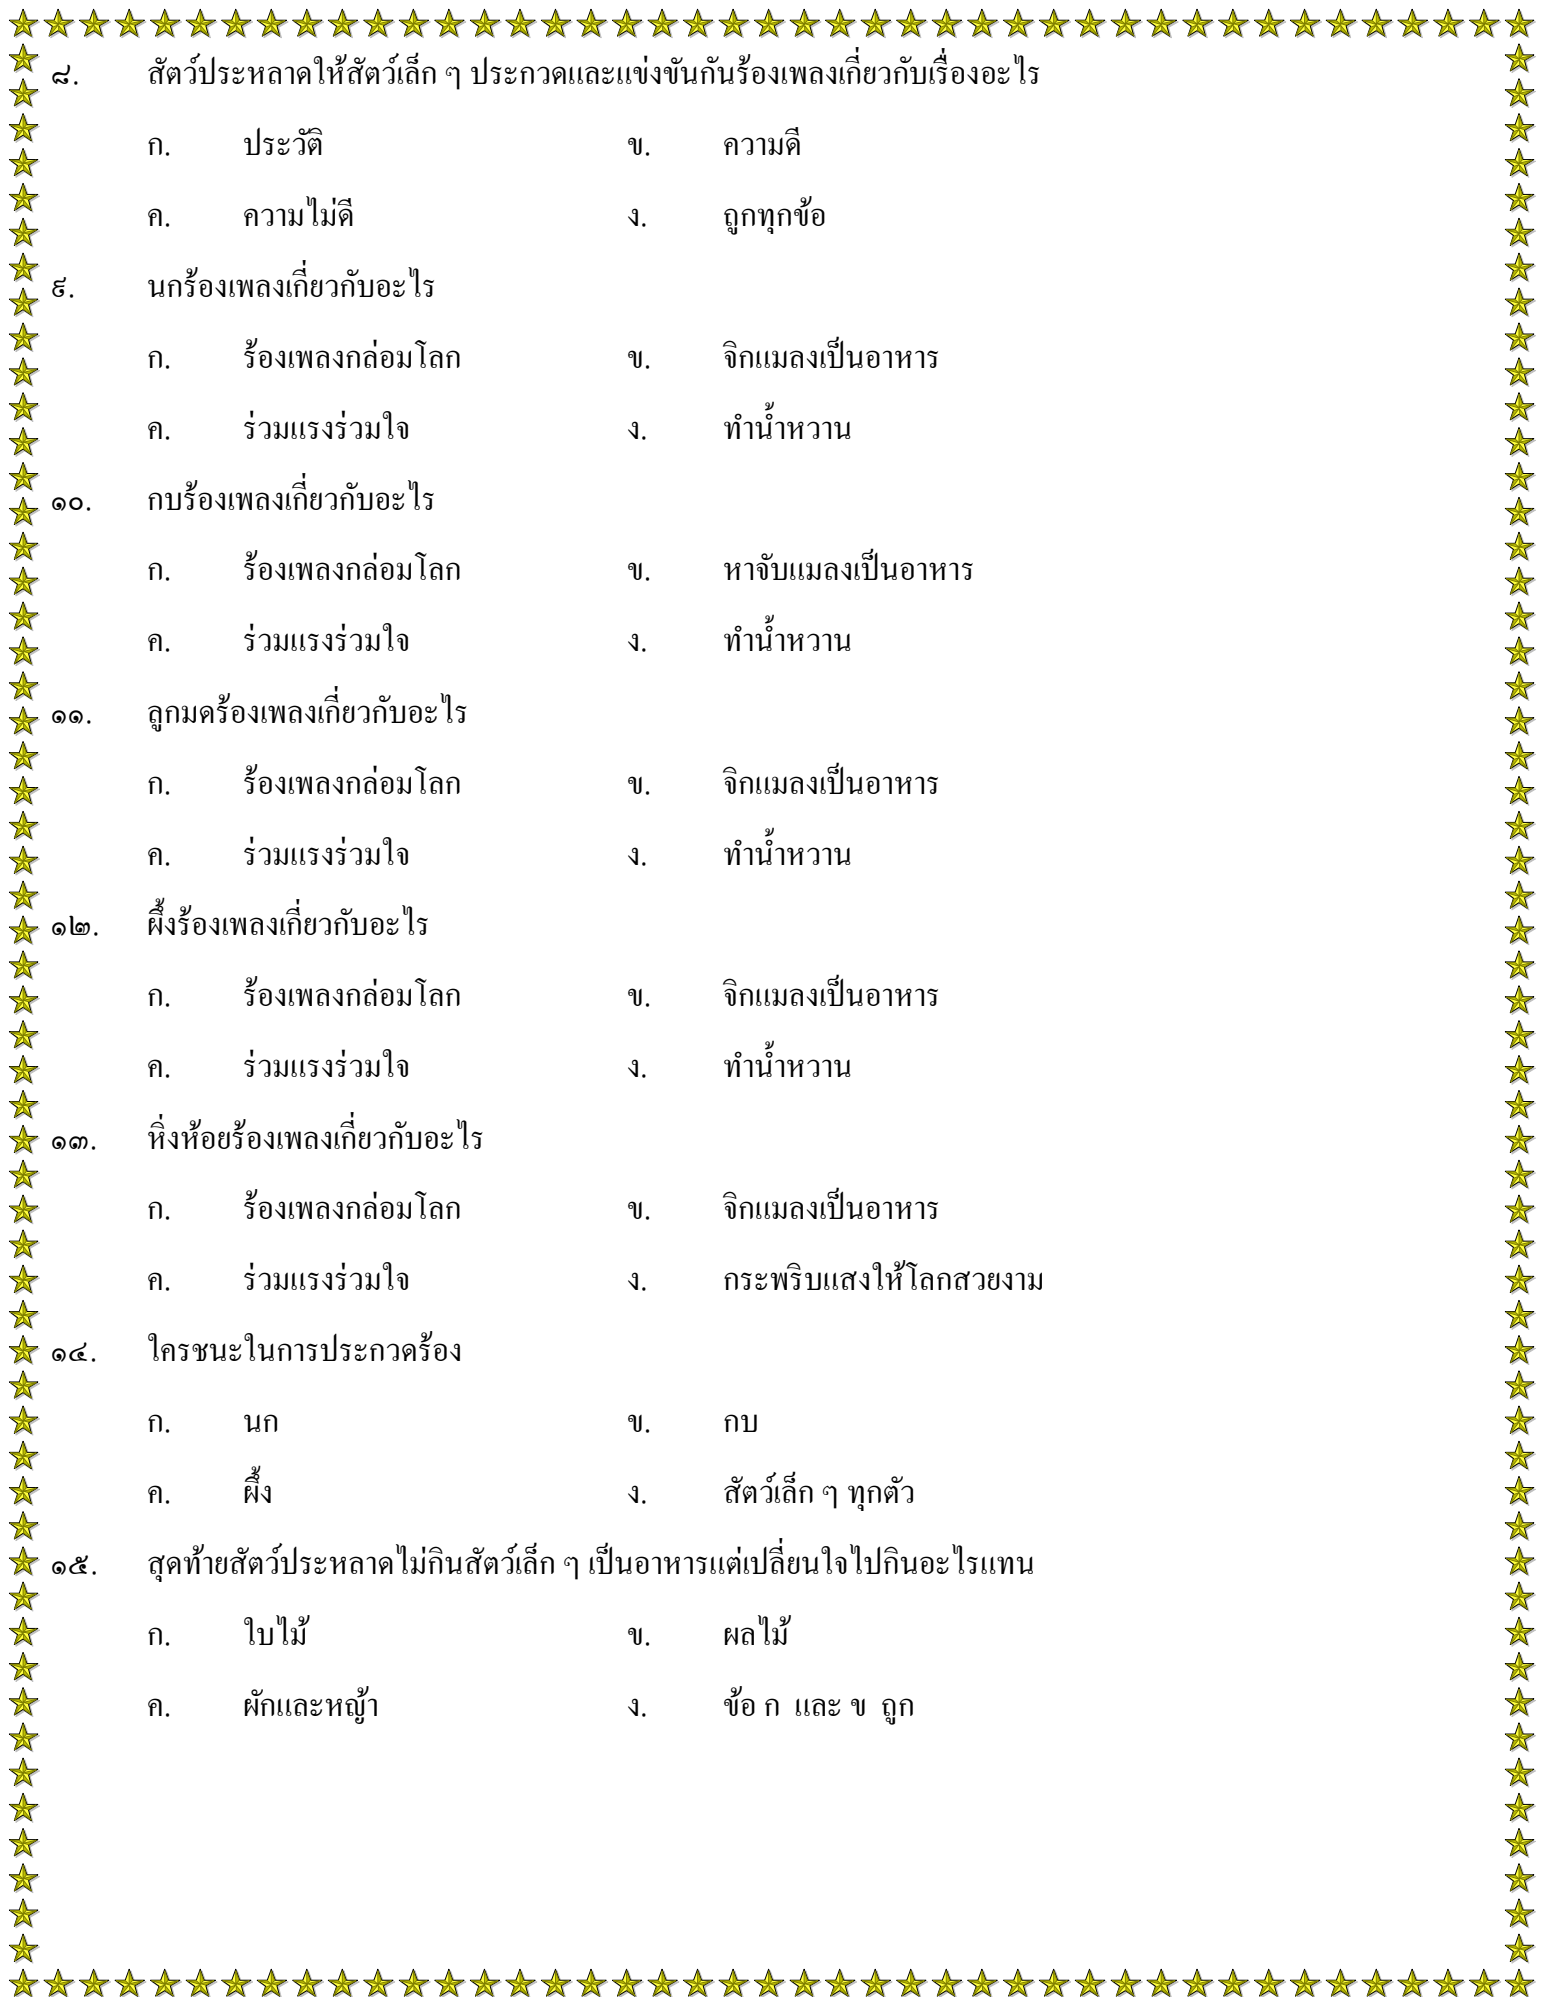 ๘. สัตว์ประหลาดให้สัตว์เล็ก ๆ ประกวดและแข่งขันกันร้องเพลงเกี่ยวกับเรื่องอะไร
ก. ประวัติ ข. ความดี
ค. ความไม่ดี ง. ถูกทุกข้อ
๙. นกร้องเพลงเกี่ยวกับอะไร
ก. ร้องเพลงกล่อมโลก ข. จิกแมลงเป็นอาหาร
ค. ร่วมแรงร่วมใจ ง. ทำน้ำหวาน
๑๐. กบร้องเพลงเกี่ยวกับอะไร
ก. ร้องเพลงกล่อมโลก ข. หาจับแมลงเป็นอาหาร
ค. ร่วมแรงร่วมใจ ง. ทำน้ำหวาน
๑๑. ลูกมดร้องเพลงเกี่ยวกับอะไร
ก. ร้องเพลงกล่อมโลก ข. จิกแมลงเป็นอาหาร
ค. ร่วมแรงร่วมใจ ง. ทำน้ำหวาน
๑๒. ผึ้งร้องเพลงเกี่ยวกับอะไร
ก. ร้องเพลงกล่อมโลก ข. จิกแมลงเป็นอาหาร
ค. ร่วมแรงร่วมใจ ง. ทำน้ำหวาน
๑๓. หิ่งห้อยร้องเพลงเกี่ยวกับอะไร
ก. ร้องเพลงกล่อมโลก ข. จิกแมลงเป็นอาหาร
ค. ร่วมแรงร่วมใจ ง. กระพริบแสงให้โลกสวยงาม
๑๔. ใครชนะในการประกวดร้อง
ก. นก ข. กบ
ค. ผึ้ง ง. สัตว์เล็ก ๆ ทุกตัว
๑๕. สุดท้ายสัตว์ประหลาดไม่กินสัตว์เล็ก ๆ เป็นอาหารแต่เปลี่ยนใจไปกินอะไรแทน
ก. ใบไม้ ข. ผลไม้
ค. ผักและหญ้า ง. ข้อ ก และ ข ถูก